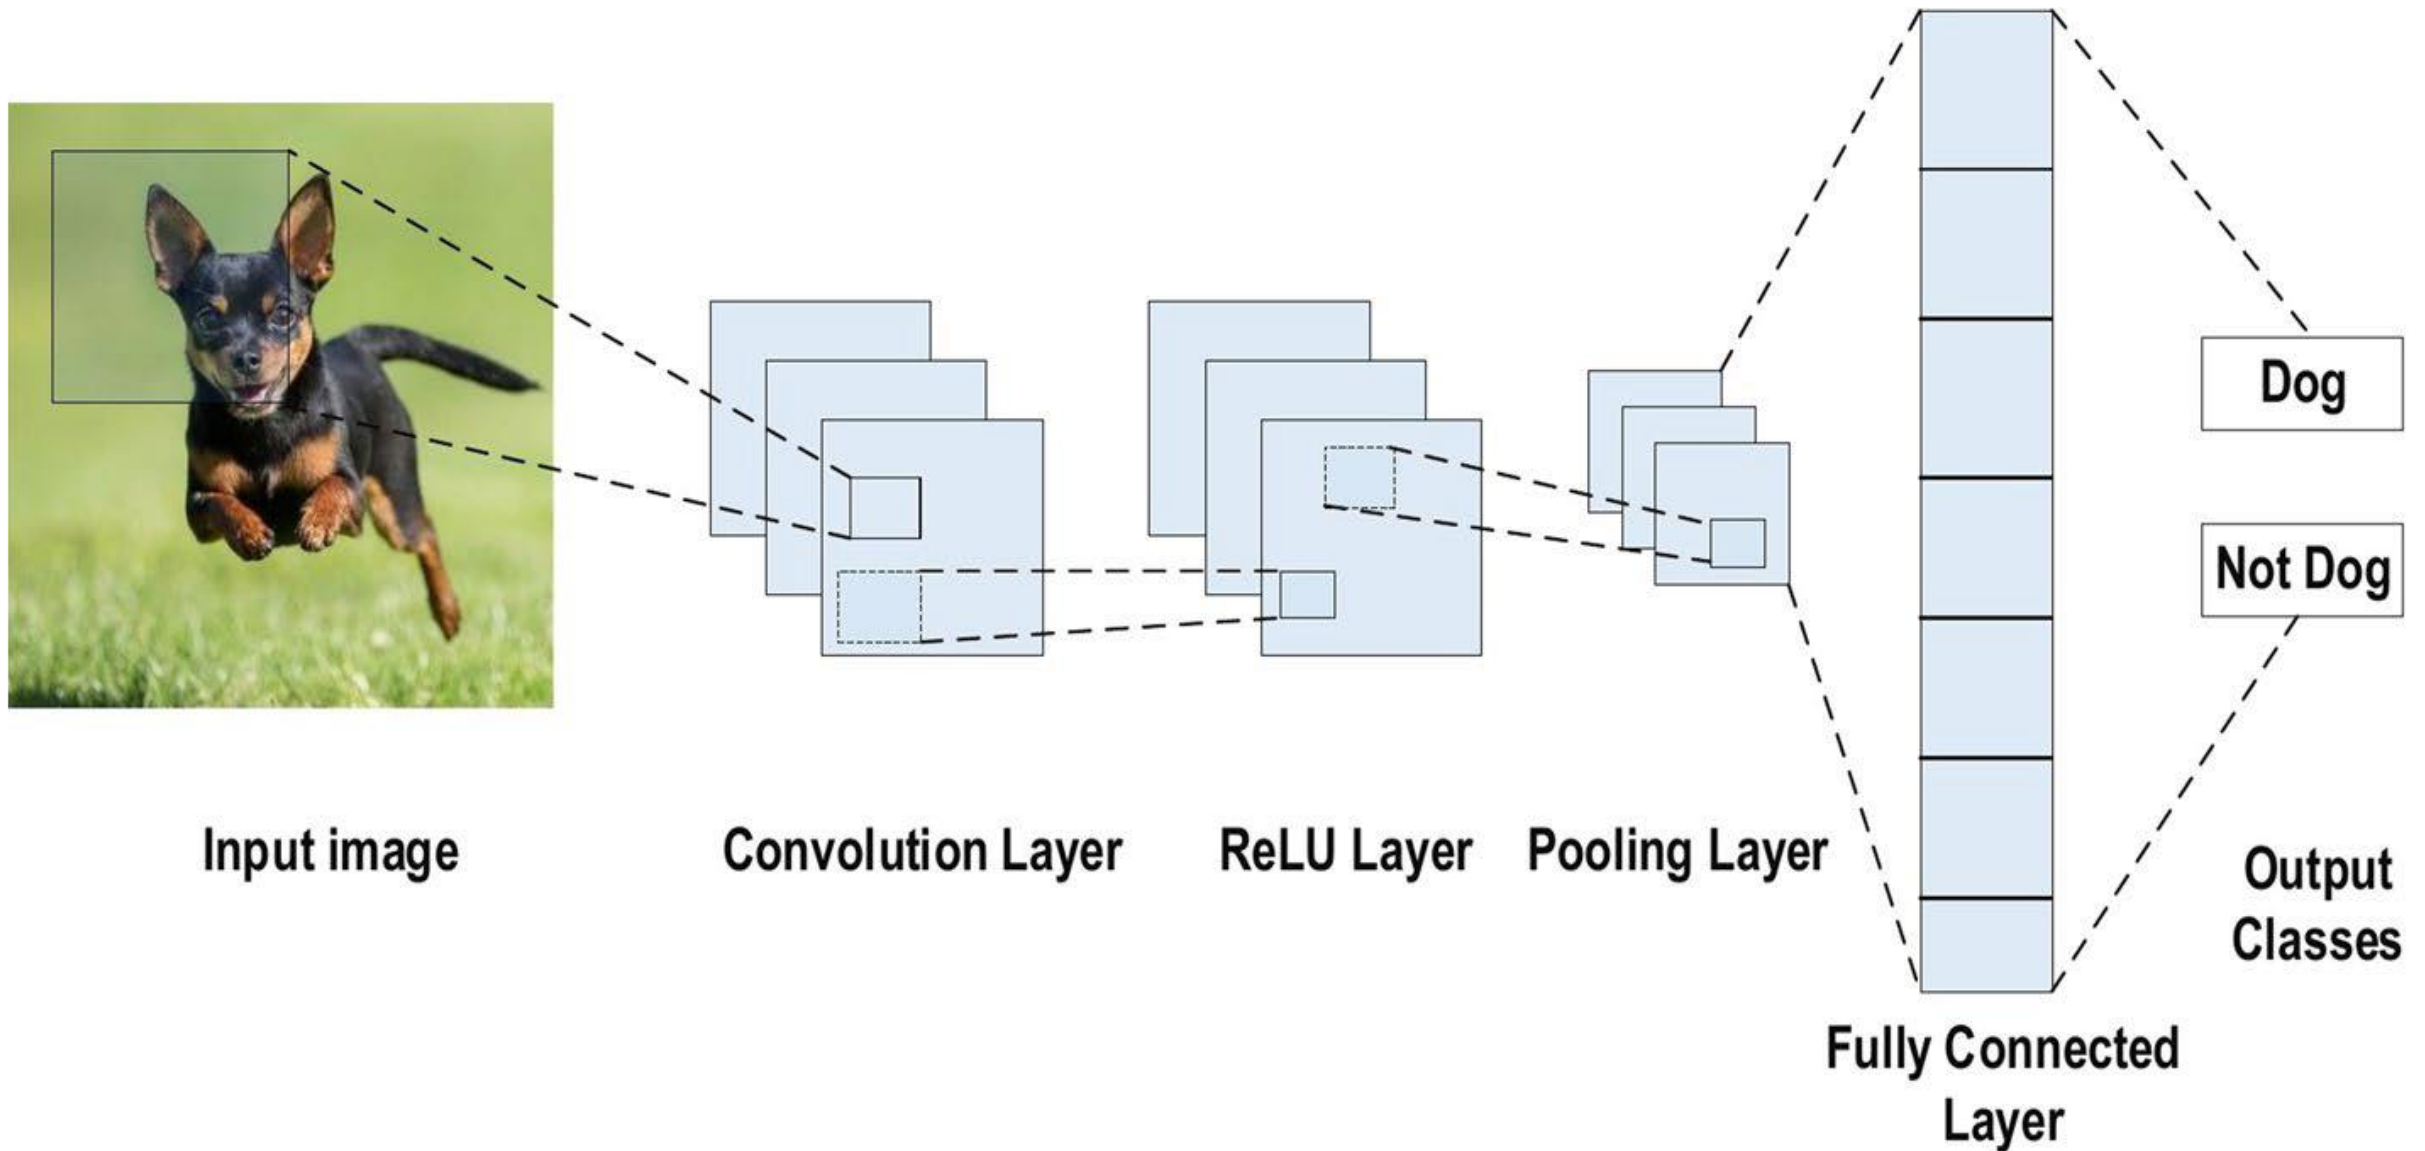 Dog
Not Dog
Input image
Convolution Layer
ReLU Layer
Pooling Layer
Output
Classes
Fully Connected
Layer